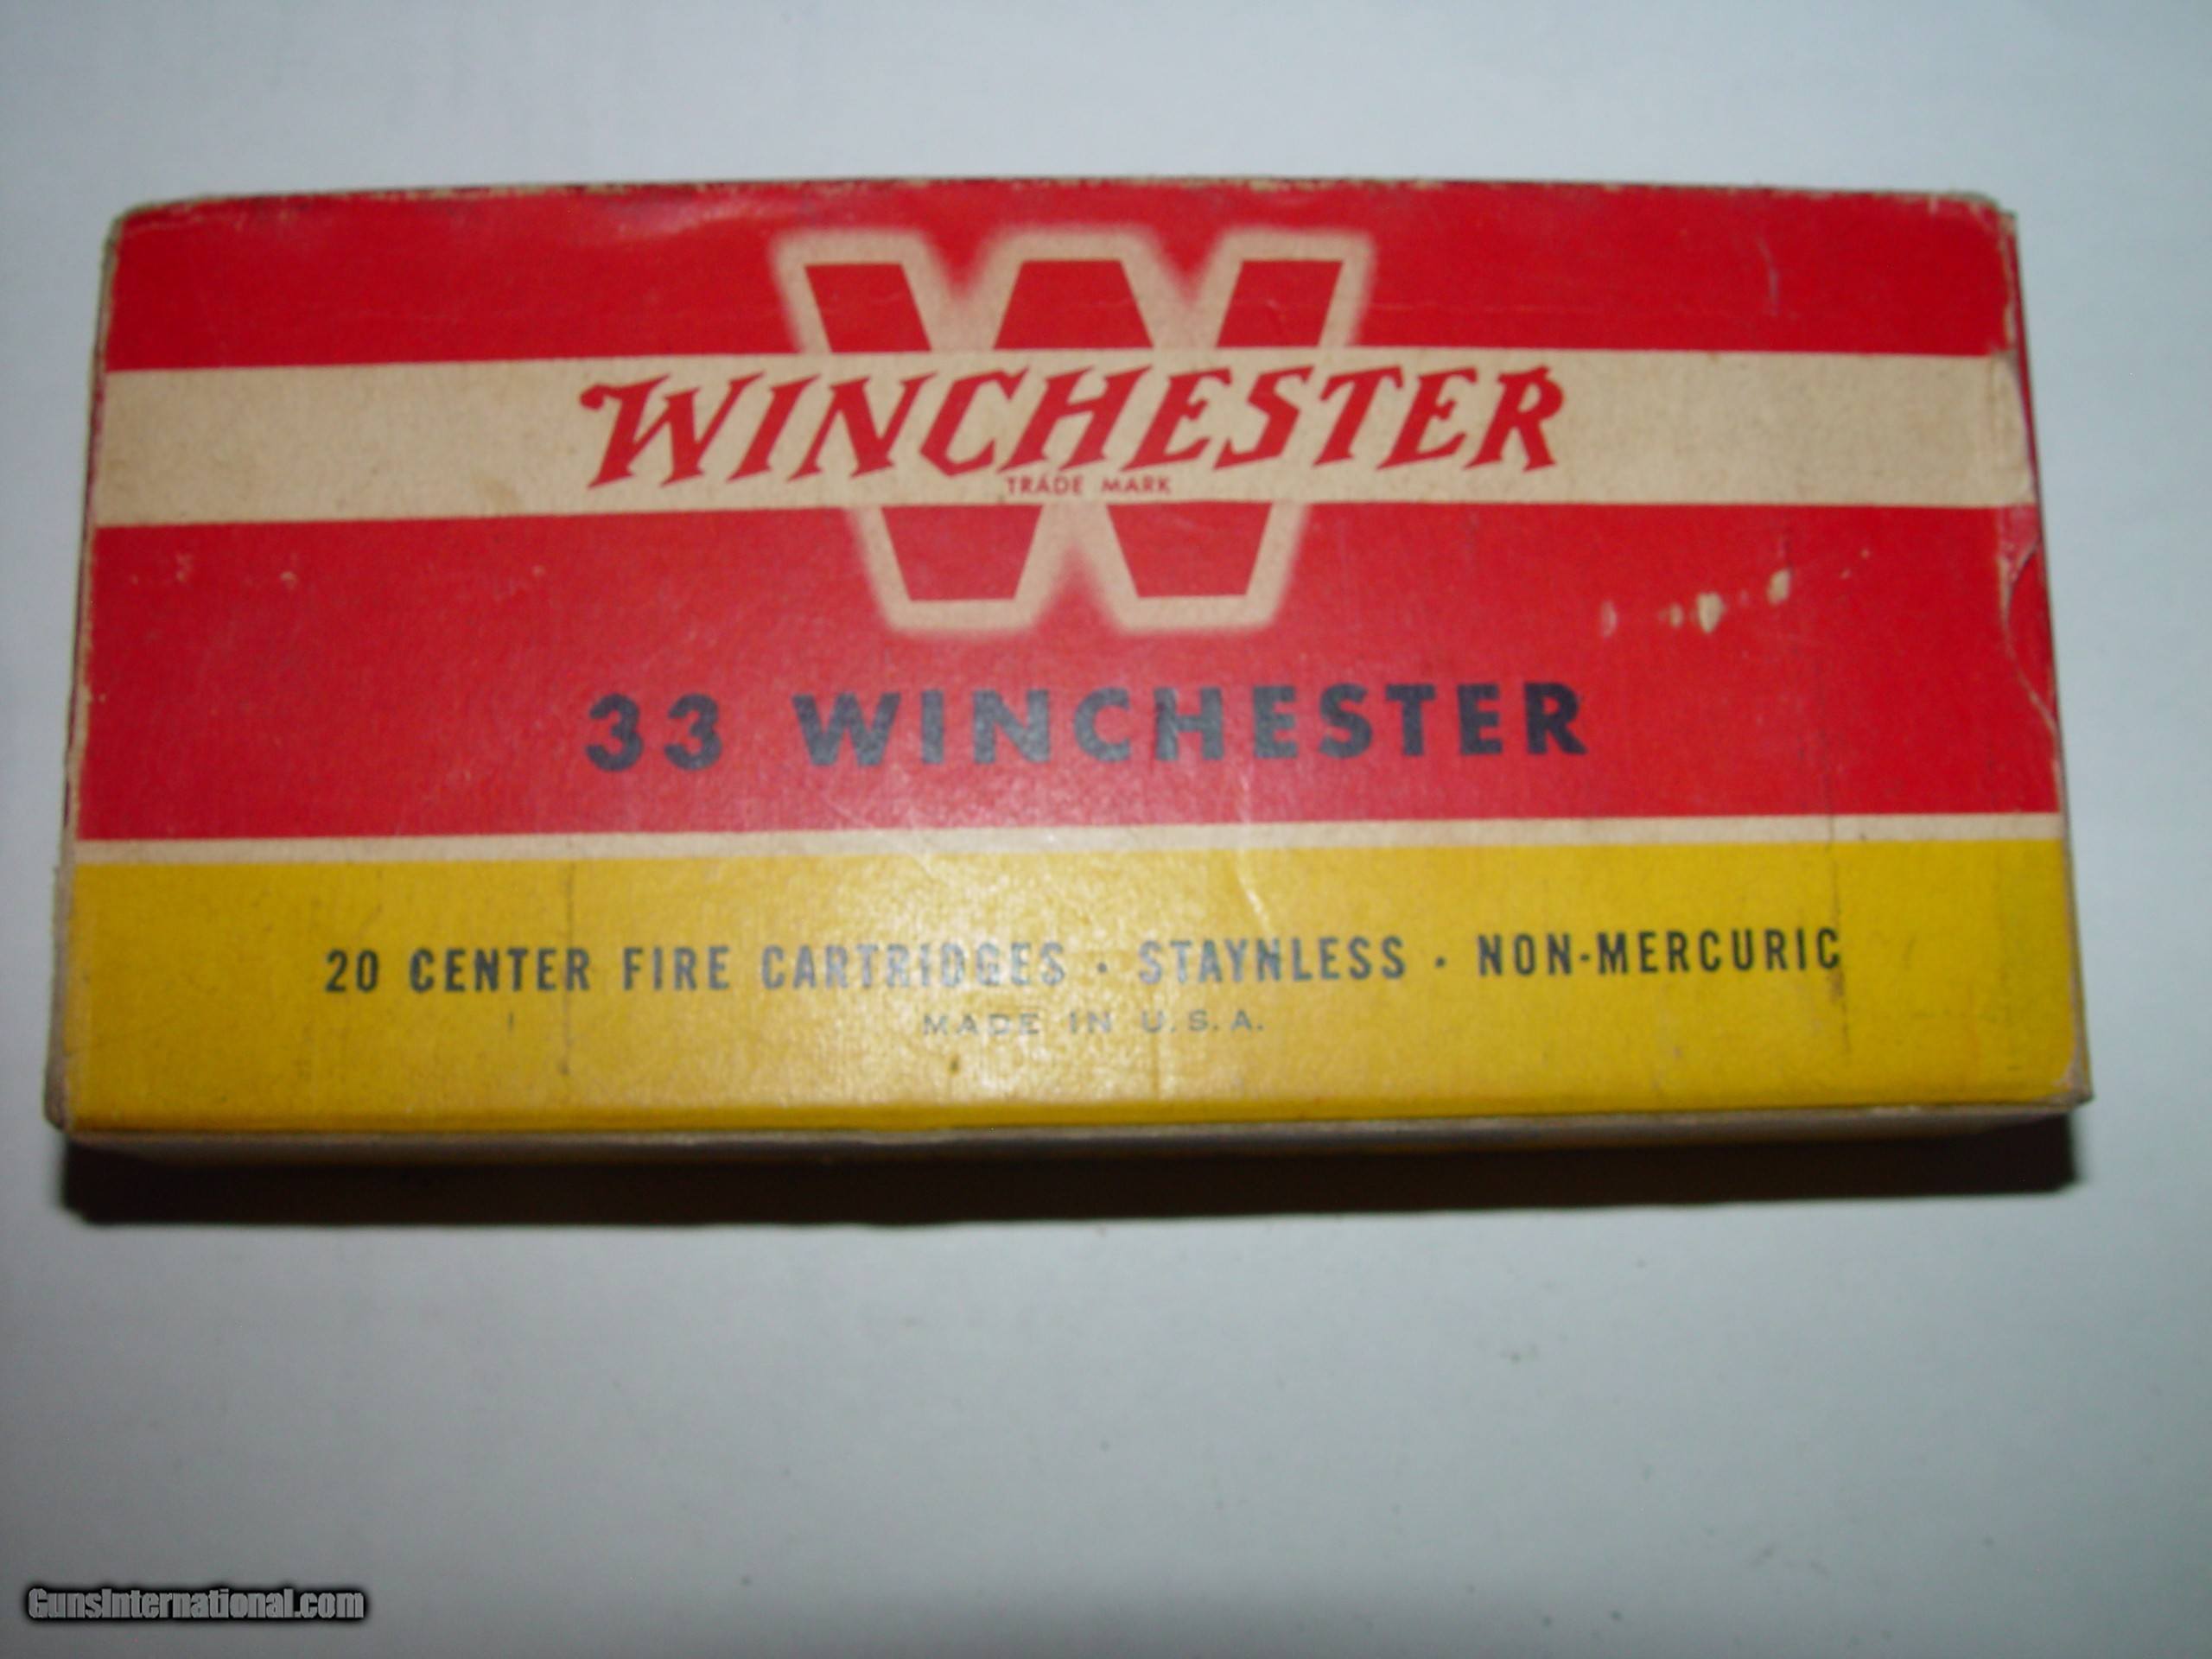 W
WINCHESTER
TRADE MARK
33 WINCHESTER
20 CENTER FIRE CARTRIDGES · STAYNLESS · NON-MERCURIC
MADE IN U.S.A.
GunsInternational.com